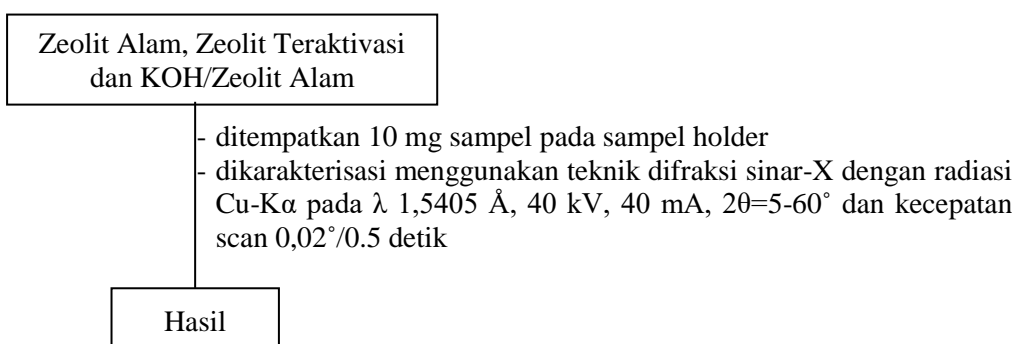 Zeolit Alam, Zeolit Teraktivasi
dan KOH/Zeolit Alam
- ditempatkan 10 mg sampel pada sampel holder
- dikarakterisasi menggunakan teknik difraksi sinar-X dengan radiasi
Cu-Kα pada λ 1,5405 Å, 40 kV, 40 mA, 2θ=5-60˚ dan kecepatan
scan 0,02˚/0.5 detik
Hasil